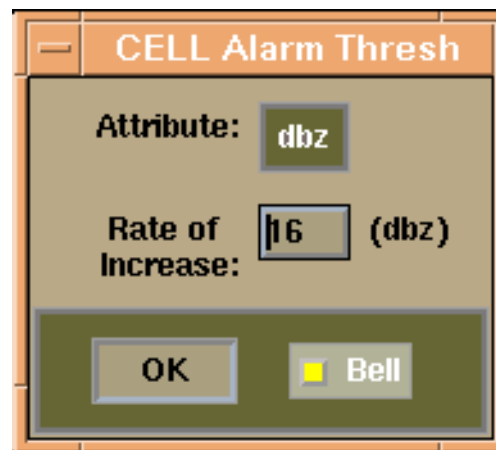 CELL Alarm Thresh
Attribute: dbz
Rate of Increase: 16 (dbz)
OK Bell